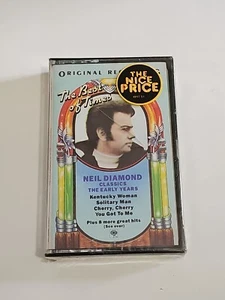 ORIGINAL RE
THE
NICE
PRICE
The Best
of Times
NEIL DIAMOND
CLASSICS
THE EARLY YEARS
Kentucky Woman
Solitary Man
Cherry, Cherry
You Got To Me
Plus 8 more great hits
(See over)